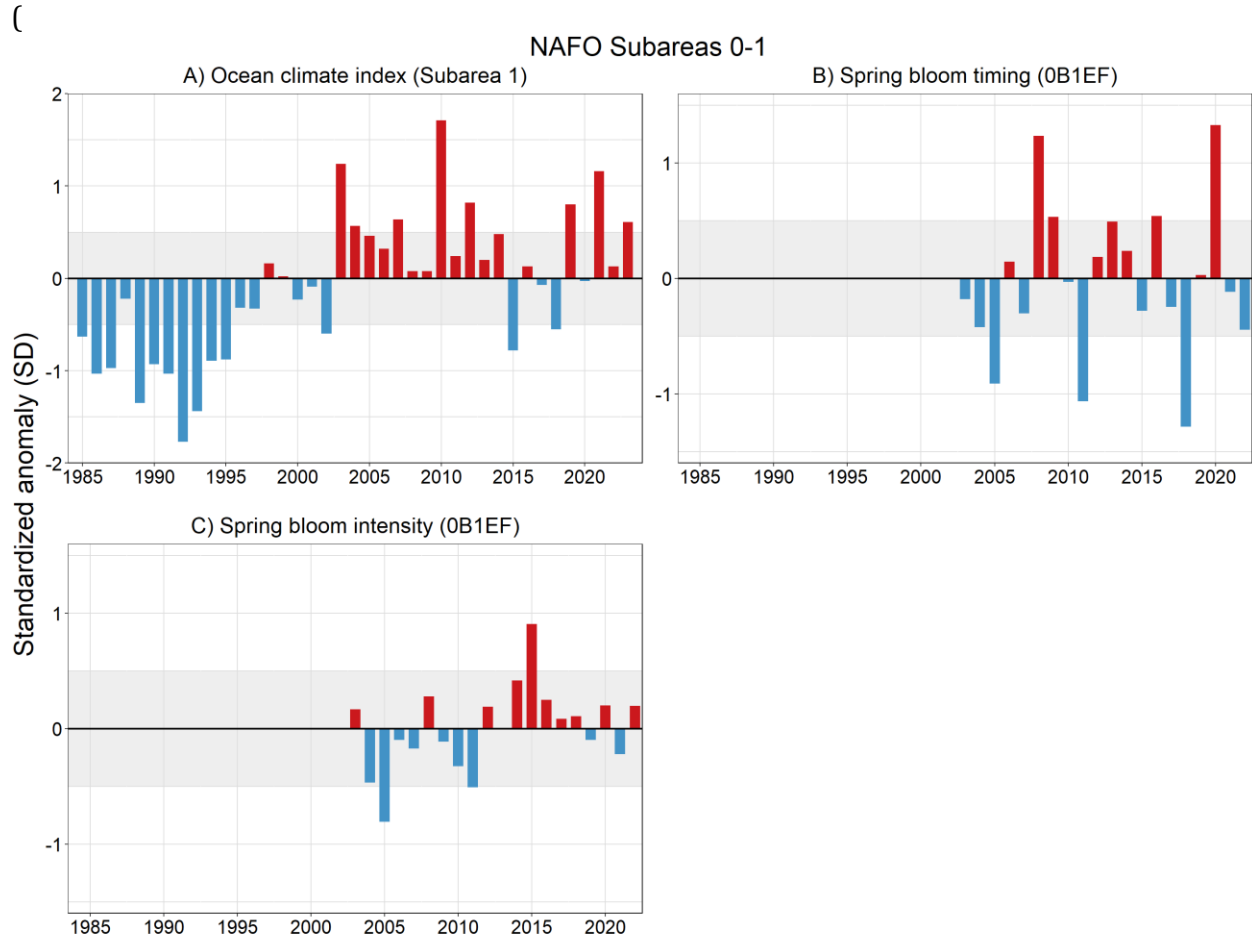 (
NAFO Subareas 0-1
A) Ocean climate index (Subarea 1)
B) Spring bloom timing (0B1EF)
Standardized anomaly (SD)
2
1
0
-1
-2
1985 1990 1995 2000 2005 2010 2015 2020
1
0
-1
1985 1990 1995 2000 2005 2010 2015 2020
C) Spring bloom intensity (0B1EF)
1
0
-1
1985 1990 1995 2000 2005 2010 2015 2020